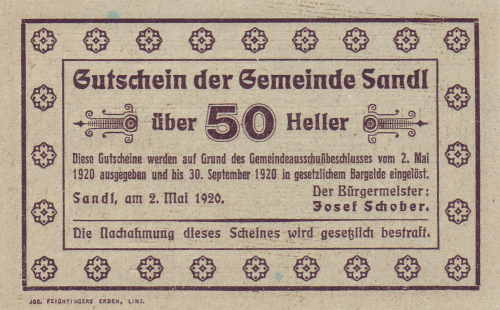 Gutschein der Gemeinde Sandl
über 50 Heller
Diese Gutscheine werden auf Grund des Gemeindeausschußbeschlusses vom 2. Mai
1920 ausgegeben und bis 30. September 1920 in gesetzlichem Bargelde eingelöst.
Sandl, am 2. Mai 1920.
Der Bürgermeister:
Josef Schober.
Die Nachahmung dieses Scheines wird gesetzlich bestraft.
JOS. FEICHTINGERS ERBEN, LINZ.